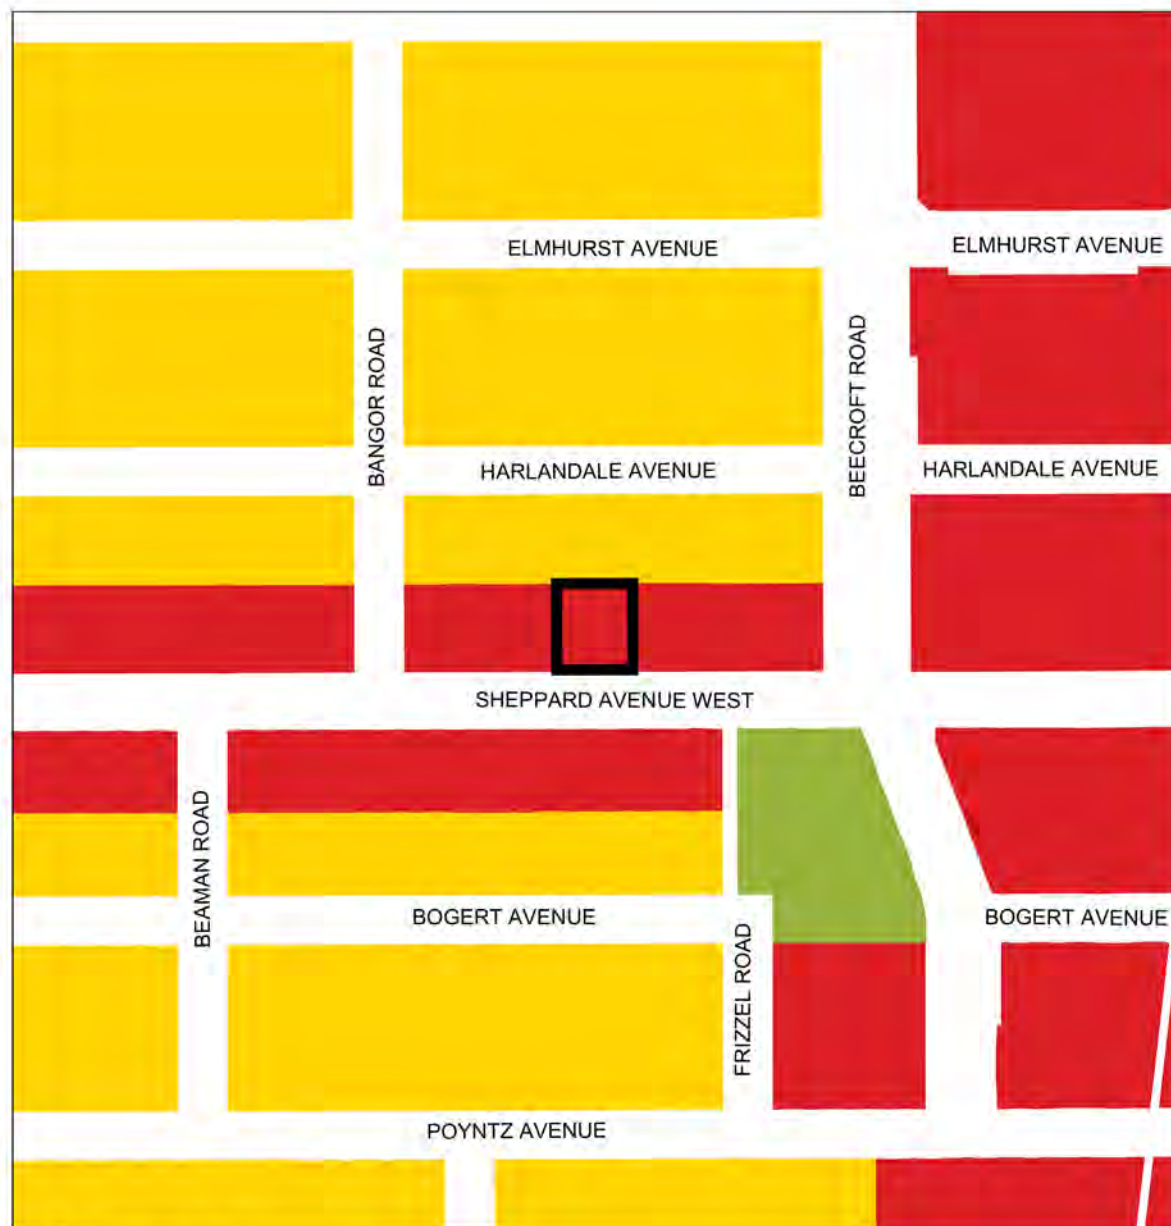 ELMHURST AVENUE
ELMHURST AVENUE
BANGOR ROAD
BEECROFT ROAD
HARLANDALE AVENUE
HARLANDALE AVENUE
SHEPPARD AVENUE WEST
BEAMAN ROAD
BOGERT AVENUE
BOGERT AVENUE
FRIZZEL ROAD
POYNTZ AVENUE